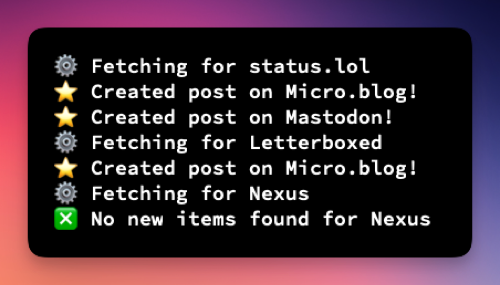 ⚙️ Fetching for status.lol
⭐ Created post on Micro.blog!
⭐ Created post on Mastodon!
⚙️ Fetching for Letterboxed
⭐ Created post on Micro.blog!
⚙️ Fetching for Nexus
❎ No new items found for Nexus